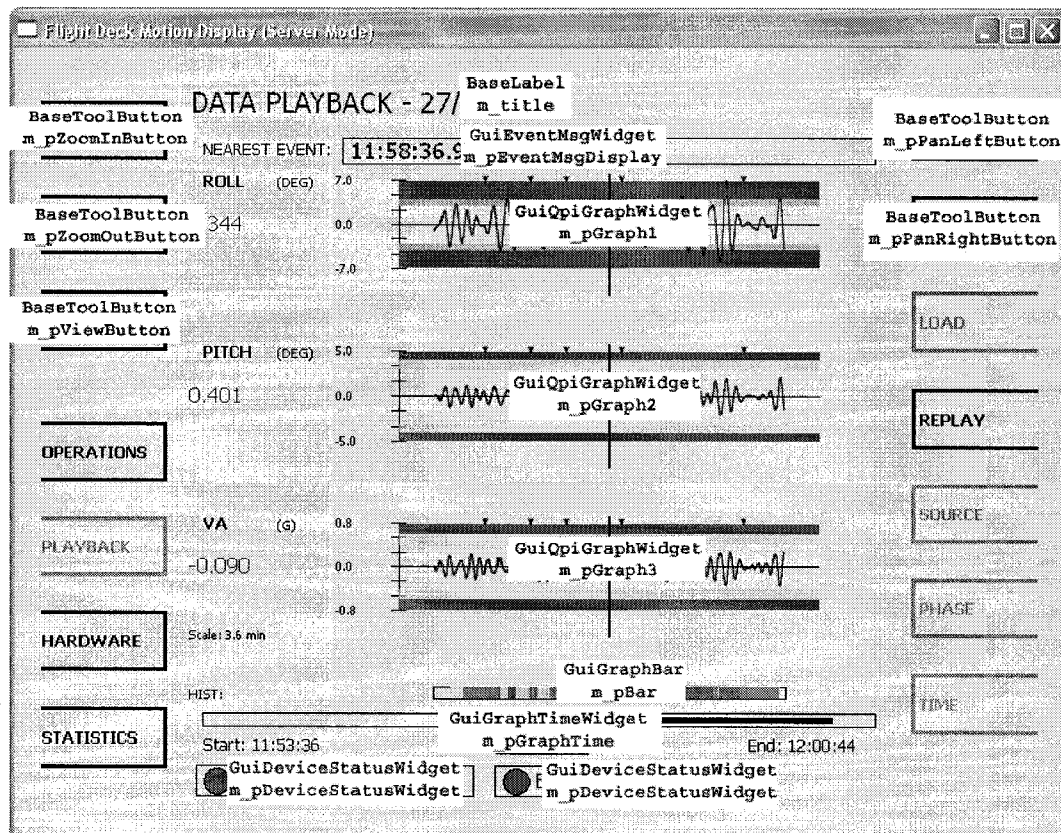 Flight Deck Motion Display (Server Mode)
BaseLabel
m_title
DATA PLAYBACK - 27/
BaseToolButton
m_pZoomInButton
BaseToolButton
m_pPanLeftButton
GuiEventMsgWidget
m_pEventMsgDisplay
NEAREST EVENT: 11:58:36.9
ROLL (DEG)
7.0
0.0
-7.0
344
GuiQpiGraphWidget
m_pGraph1
BaseToolButton
m_pZoomOutButton
BaseToolButton
m_pPanRightButton
BaseToolButton
m_pViewButton
LOAD
PITCH (DEG)
5.0
0.401
0.0
-5.0
GuiQpiGraphWidget
m_pGraph2
REPLAY
OPERATIONS
SOURCE
VA (G)
0.8
-0.090
0.0
-0.8
GuiQpiGraphWidget
m_pGraph3
PLAYBACK
PHASE
HARDWARE
Scale: 3.6 min
GuiGraphBar
m_pBar
HIST:
TIME
STATISTICS
GuiGraphTimeWidget
m_pGraphTime
Start: 11:53:36
End: 12:00:44
GuiDeviceStatusWidget
m_pDeviceStatusWidget
GuiDeviceStatusWidget
m_pDeviceStatusWidget